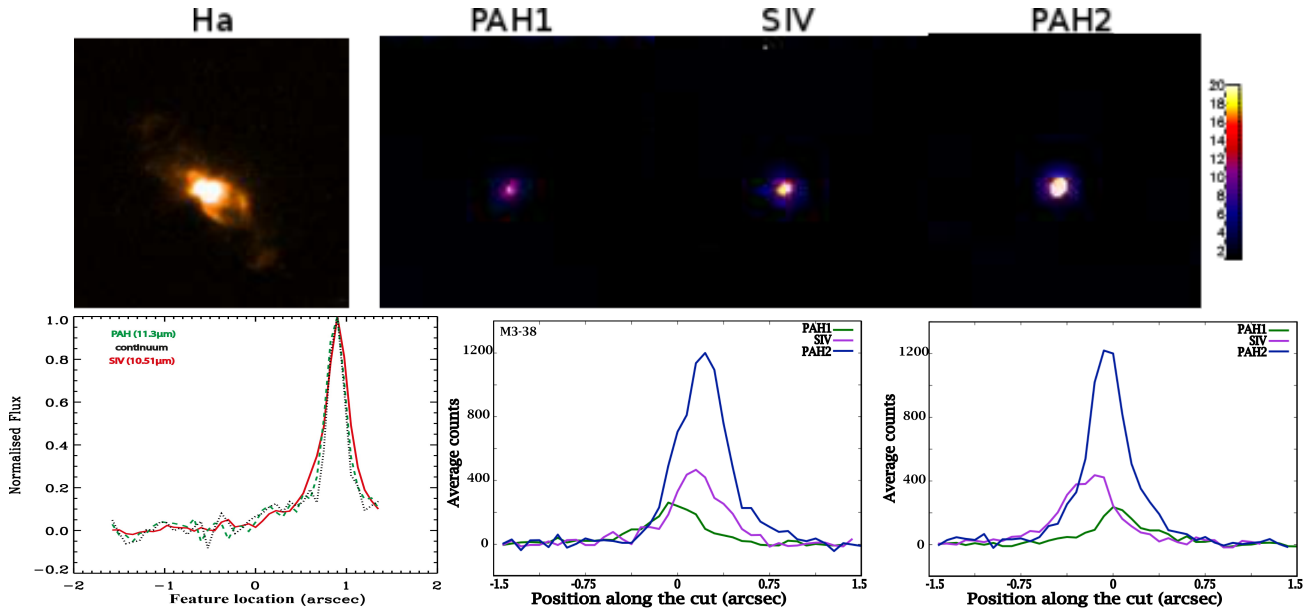 Ha
PAH1
SIV
PAH2
20
18
16
14
12
10
8
6
4
2
1.0
0.8
0.6
0.4
0.2
0.0
−0.2
PAH (11.3μm)
continuum
SIV (10.51μm)
Normalised Flux
−2
−1
0
1
2
Feature location (arscec)
M3-38
PAH1
SIV
PAH2
1200
800
400
0
Average counts
-1.5
-0.75
0
0.75
1.5
Position along the cut (arcsec)
PAH1
SIV
PAH2
1200
800
400
0
Average counts
-1.5
-0.75
0
0.75
1.5
Position along the cut (arcsec)